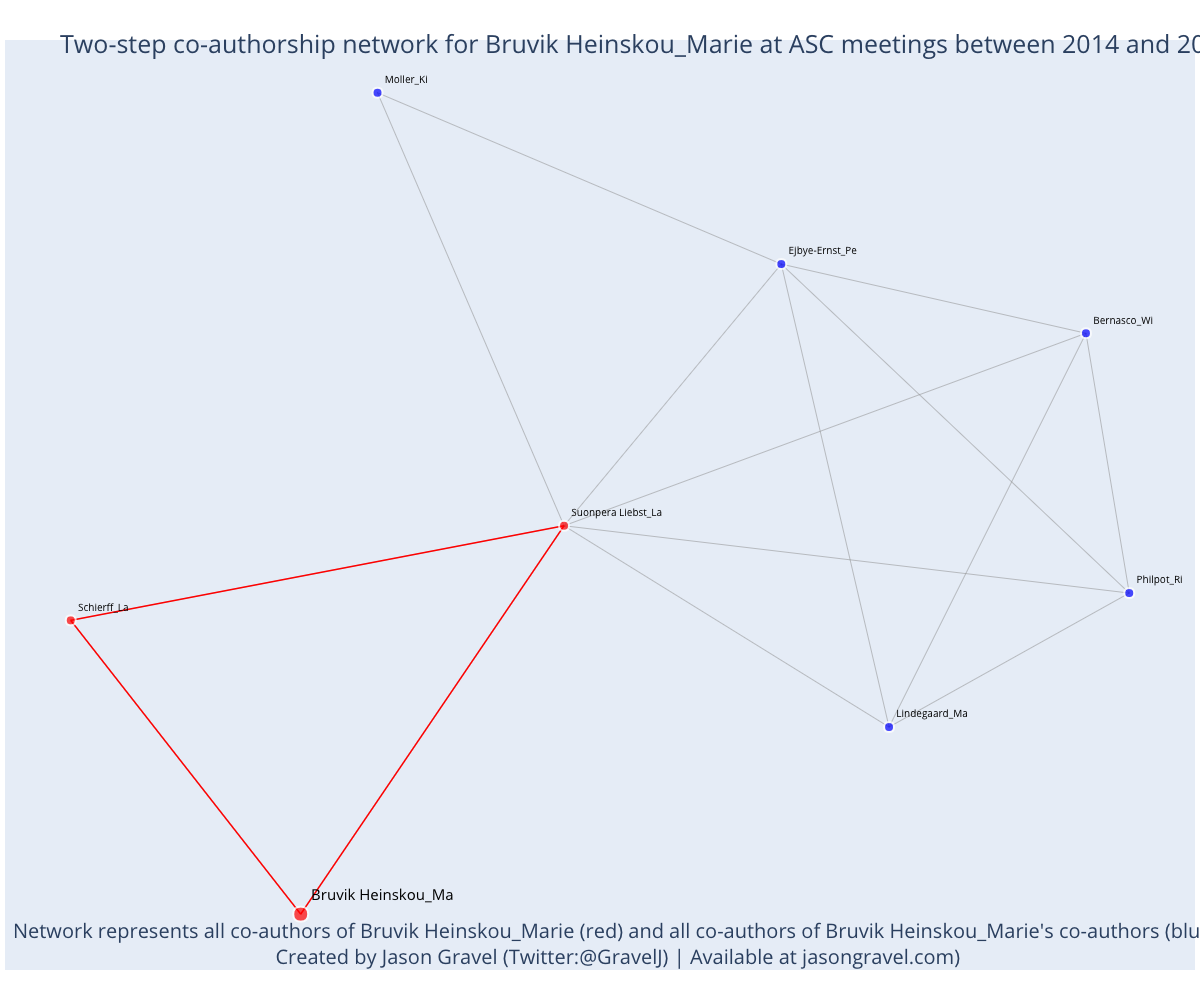 Two-step co-authorship network for Bruvik Heinskou_Marie at ASC meetings between 2014 and 20
Moller_Ki
Ejbye-Ernst_Pe
Bernasco_Wi
Suonpera Liebst_La
Philpot_Ri
Schierff_La
Lindegaard_Ma
Bruvik Heinskou_Ma
Network represents all co-authors of Bruvik Heinskou_Marie (red) and all co-authors of Bruvik Heinskou_Marie's co-authors (blu
Created by Jason Gravel (Twitter:@GravelJ) | Available at jasongravel.com)